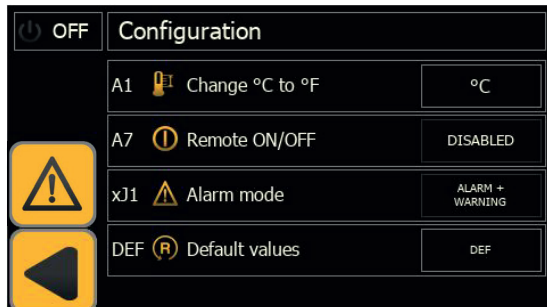 OFF Configuration
A1 Change °C to °F °C
A7 Remote ON/OFF DISABLED
xJ1 Alarm mode ALARM +
WARNING
DEF R Default values DEF